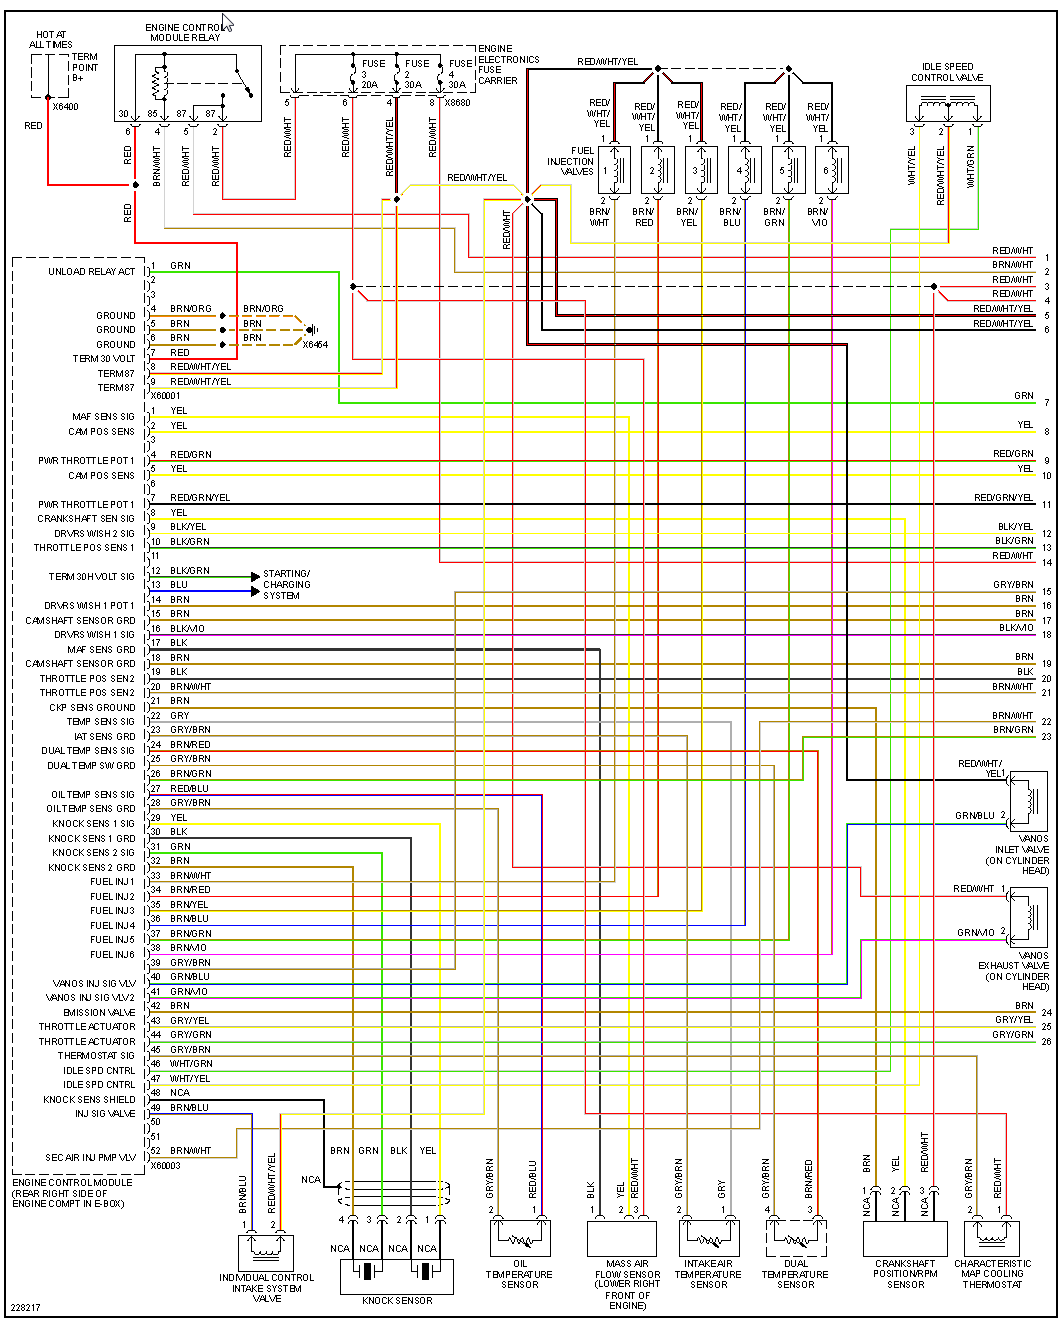 HOT AT
ALL TIMES
TERM
POINT
B+
X6400
RED
ENGINE CONTROL
MODULE RELAY
30 85 87 87
6 4 5 2
RED
BRN/WHT
RED/WHT
RED/WHT
RED
ENGINE
ELECTRONICS
FUSE
CARRIER
FUSE
3
20A
FUSE
2
30A
FUSE
4
30A
5 6 4 8 X8680
RED/WHT
RED/WHT
RED/WHT/YEL
RED/WHT
RED/WHT/YEL
RED/WHT/YEL
RED/WHT
RED/
WHT/
YEL
RED/
WHT/
YEL
RED/
WHT/
YEL
RED/
WHT/
YEL
RED/
WHT/
YEL
RED/
WHT/
YEL
1 1 1 1 1 1
FUEL
INJECTION
VALVES
1 2 3 4 5 6
2 2 2 2 2 2
BRN/
WHT
BRN/
RED
BRN/
YEL
BRN/
BLU
BRN/
GRN
BRN/
VIO
IDLE SPEED
CONTROL VALVE
3 2 1
WHT/YEL
RED/WHT/YEL
WHT/GRN
RED/WHT 1
BRN/WHT 2
RED/WHT 3
RED/WHT 4
RED/WHT/YEL 5
RED/WHT/YEL 6
GRN 7
YEL 8
RED/GRN 9
YEL 10
RED/GRN/YEL 11
BLK/YEL 12
BLK/GRN 13
RED/WHT 14
GRY/BRN 15
BRN 16
BRN 17
BLK/VIO 18
BRN 19
BLK 20
BRN/WHT 21
BRN/WHT 22
BRN/GRN 23
UNLOAD RELAY ACT 1 GRN
2
3
GROUND 4 BRN/ORG BRN/ORG
GROUND 5 BRN BRN
GROUND 6 BRN BRN
X6454
TERM 30 VOLT 7 RED
TERM 87 8 RED/WHT/YEL
TERM 87 9 RED/WHT/YEL
X60001
MAF SENS SIG 1 YEL
CAM POS SENS 2 YEL
3
PWR THROTTLE POT 1 4 RED/GRN
CAM POS SENS 5 YEL
6
PWR THROTTLE POT 1 7 RED/GRN/YEL
CRANKSHAFT SEN SIG 8 YEL
DRVRS WISH 2 SIG 9 BLK/YEL
THROTTLE POS SENS 1 10 BLK/GRN
11
TERM 30H VOLT SIG 12 BLK/GRN
13 BLU
STARTING/
CHARGING
SYSTEM
DRVRS WISH 1 POT 1 14 BRN
CAMSHAFT SENSOR GRD 15 BRN
DRVRS WISH 1 SIG 16 BLK/VIO
MAF SENS GRD 17 BLK
CAMSHAFT SENSOR GRD 18 BRN
THROTTLE POS SEN2 19 BLK
THROTTLE POS SEN2 20 BRN/WHT
CKP SENS GROUND 21 BRN
TEMP SENS SIG 22 GRY
IAT SENS GRD 23 GRY/BRN
DUAL TEMP SENS SIG 24 BRN/RED
DUAL TEMP SW GRD 25 GRY/BRN
26 BRN/GRN
OIL TEMP SENS SIG 27 RED/BLU
OIL TEMP SENS GRD 28 GRY/BRN
KNOCK SENS 1 SIG 29 YEL
KNOCK SENS 1 GRD 30 BLK
KNOCK SENS 2 SIG 31 GRN
KNOCK SENS 2 GRD 32 BRN
FUEL INJ 1 33 BRN/WHT
FUEL INJ 2 34 BRN/RED
FUEL INJ 3 35 BRN/YEL
FUEL INJ 4 36 BRN/BLU
FUEL INJ 5 37 BRN/GRN
FUEL INJ 6 38 BRN/VIO
39 GRY/BRN
VANOS INJ SIG VLV 40 GRN/BLU
VANOS INJ SIG VLV2 41 GRN/VIO
EMISSION VALVE 42 BRN
THROTTLE ACTUATOR 43 GRY/YEL
THROTTLE ACTUATOR 44 GRY/GRN
THERMOSTAT SIG 45 GRY/BRN
IDLE SPD CNTRL 46 WHT/GRN
IDLE SPD CNTRL 47 WHT/YEL
KNOCK SENS SHIELD 48 NCA
INJ SIG VALVE 49 BRN/BLU
50
51
SEC AIR INJ PMP VLV 52 BRN/WHT
X60003
ENGINE CONTROL MODULE
(REAR RIGHT SIDE OF
ENGINE COMPT IN E-BOX)
RED/WHT/
YEL 1
GRN/BLU 2
VANOS
INLET VALVE
(ON CYLINDER
HEAD)
RED/WHT 1
GRN/VIO 2
VANOS
EXHAUST VALVE
(ON CYLINDER
HEAD)
BRN 24
GRY/YEL 25
GRY/GRN 26
BRN/BLU
RED/WHT/YEL
1 2
INDIVIDUAL CONTROL
INTAKE SYSTEM
VALVE
NCA
BRN GRN BLK YEL
4 3 2 1
NCA NCA NCA NCA
KNOCK SENSOR
GRY/BRN
RED/BLU
2 1
OIL
TEMPERATURE
SENSOR
BLK
YEL
RED/WHT
1 2 3
MASS AIR
FLOW SENSOR
(LOWER RIGHT
FRONT OF
ENGINE)
GRY/BRN
GRY
2 1
INTAKE AIR
TEMPERATURE
SENSOR
GRY/BRN
BRN/RED
4 3
DUAL
TEMPERATURE
SENSOR
BRN
YEL
RED/WHT
1 2 3
NCA
NCA
NCA
CRANKSHAFT
POSITION/RPM
SENSOR
GRY/BRN
RED/WHT
2 1
CHARACTERISTIC
MAP COOLING
THERMOSTAT
228217